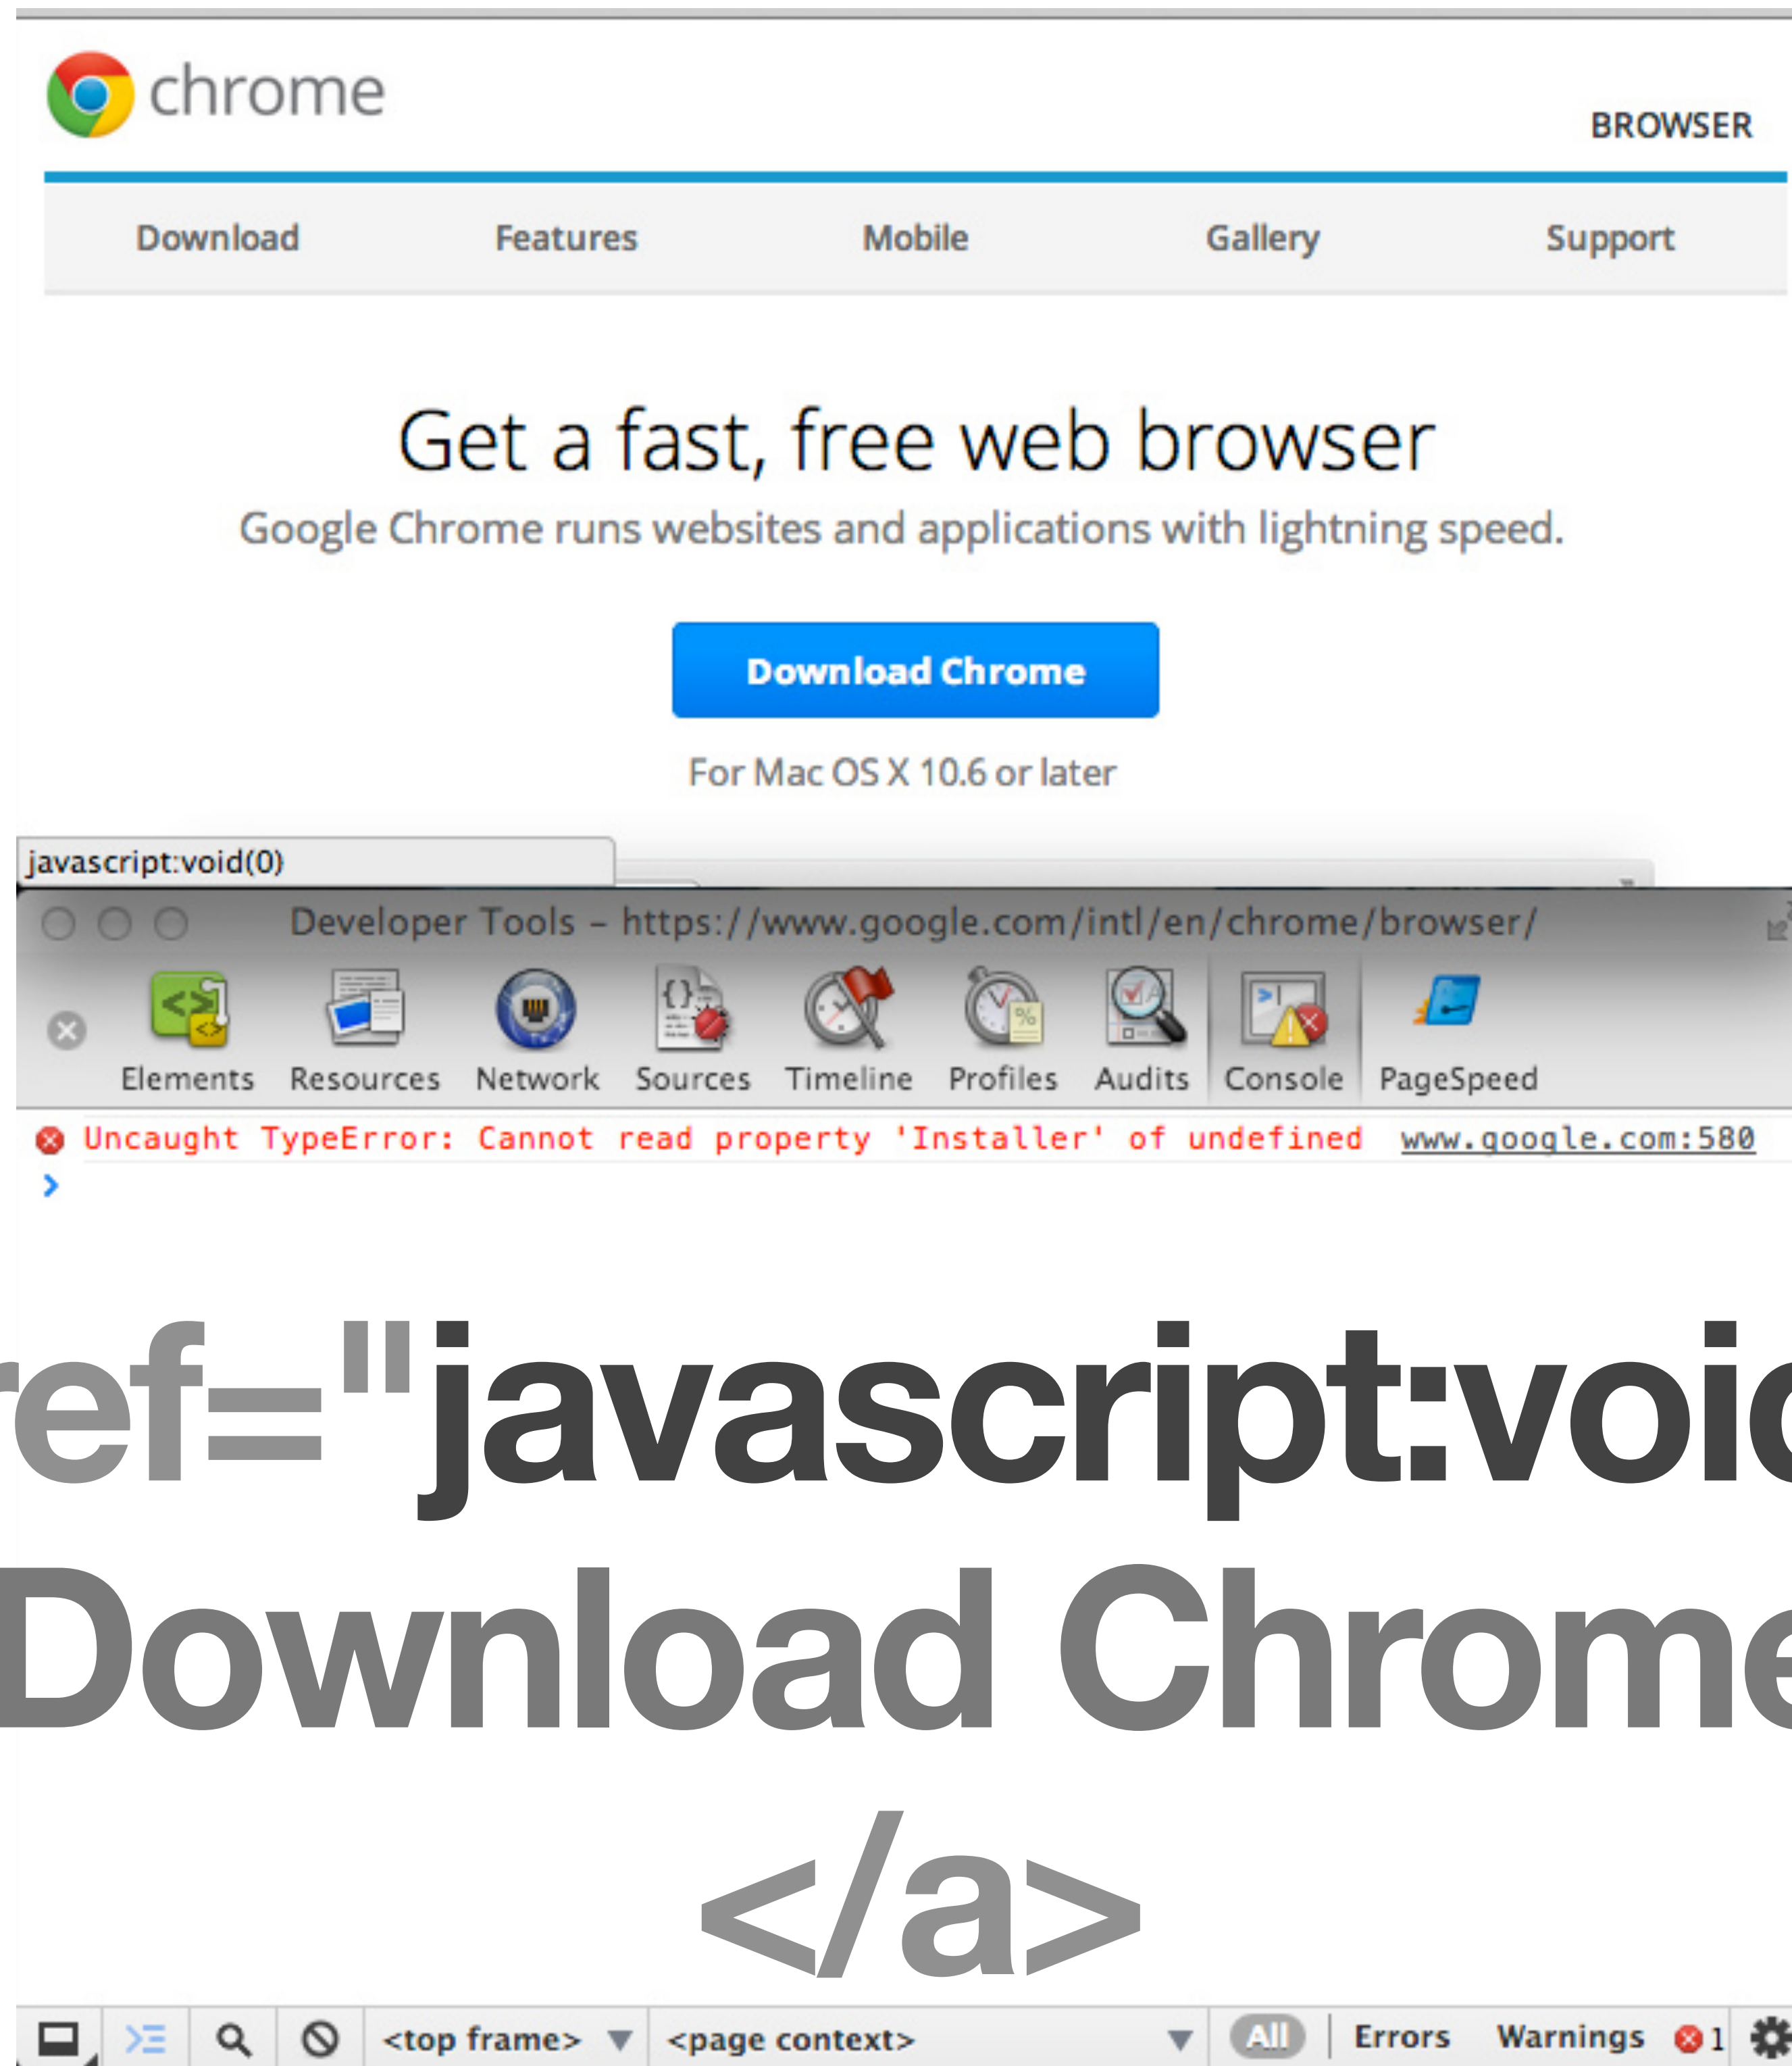 chrome
BROWSER
Download Features Mobile Gallery Support
Get a fast, free web browser
Google Chrome runs websites and applications with lightning speed.
Download Chrome
For Mac OS X 10.6 or later
javascript:void(0)
Developer Tools – https://www.google.com/intl/en/chrome/browser/
Elements Resources Network Sources Timeline Profiles Audits Console PageSpeed
Uncaught TypeError: Cannot read property 'Installer' of undefined www.google.com:580
ref="javascript:void
Download Chrome
</a>
<top frame> <page context> All Errors Warnings 1